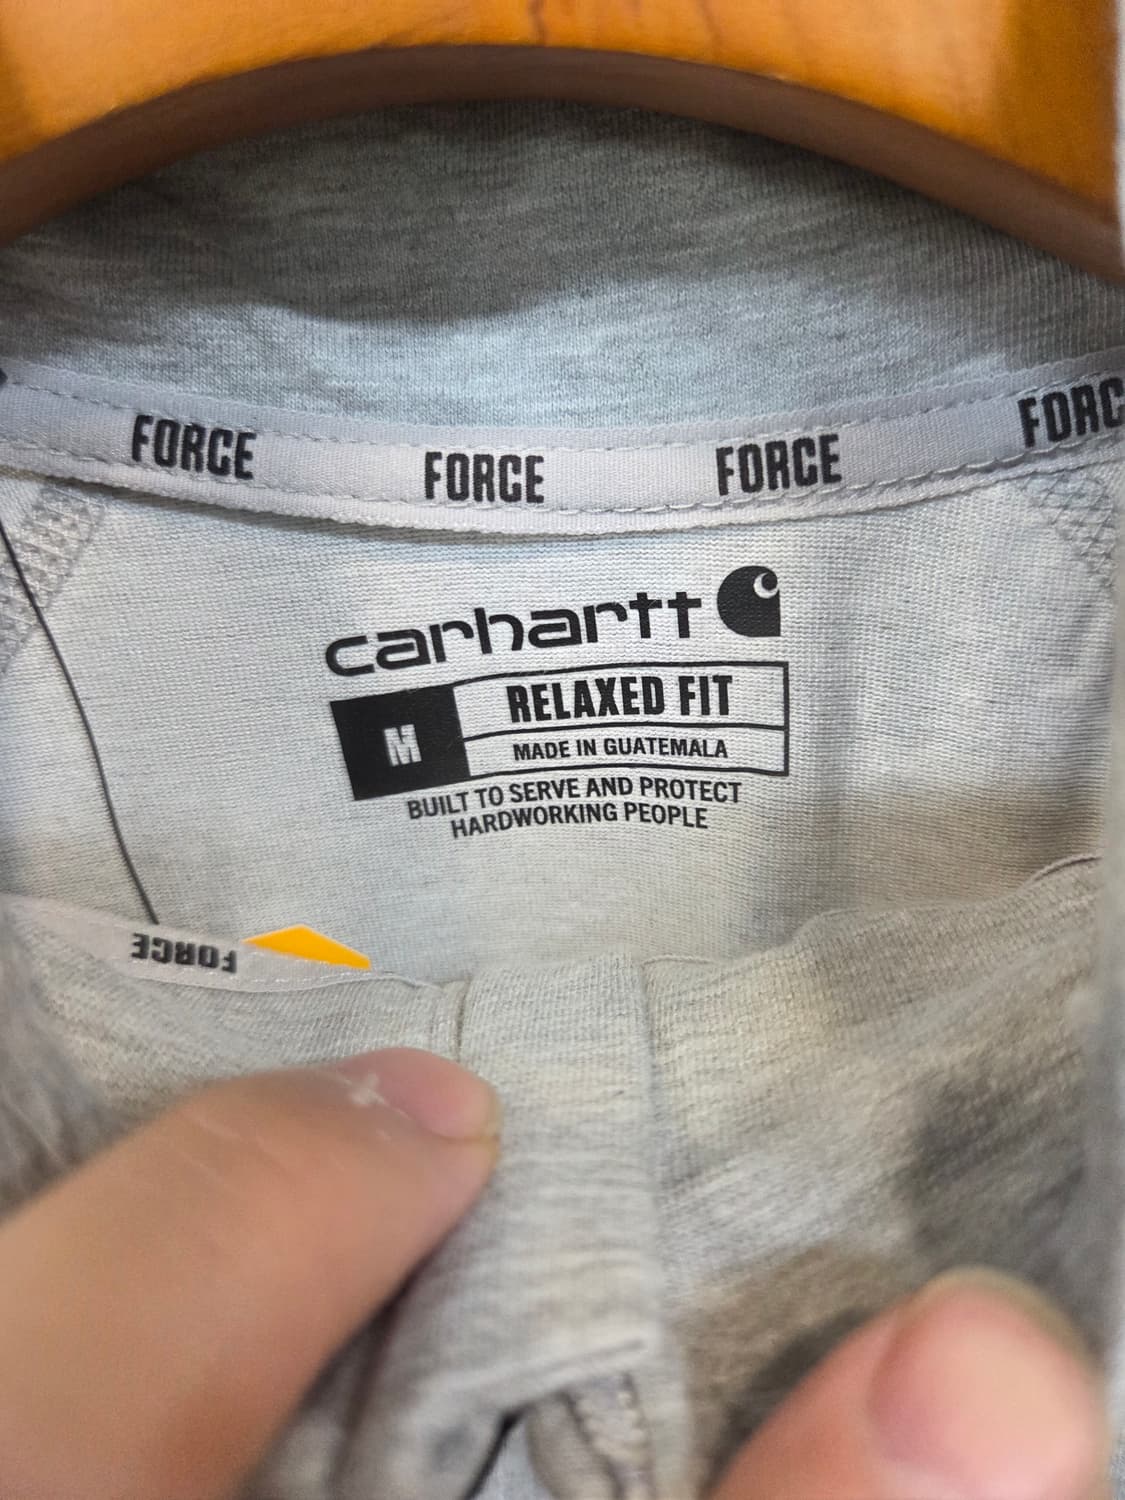 FORCE FORCE FORCE FORC
carhartt
M
RELAXED FIT
MADE IN GUATEMALA
BUILT TO SERVE AND PROTECT
HARDWORKING PEOPLE
FORCE